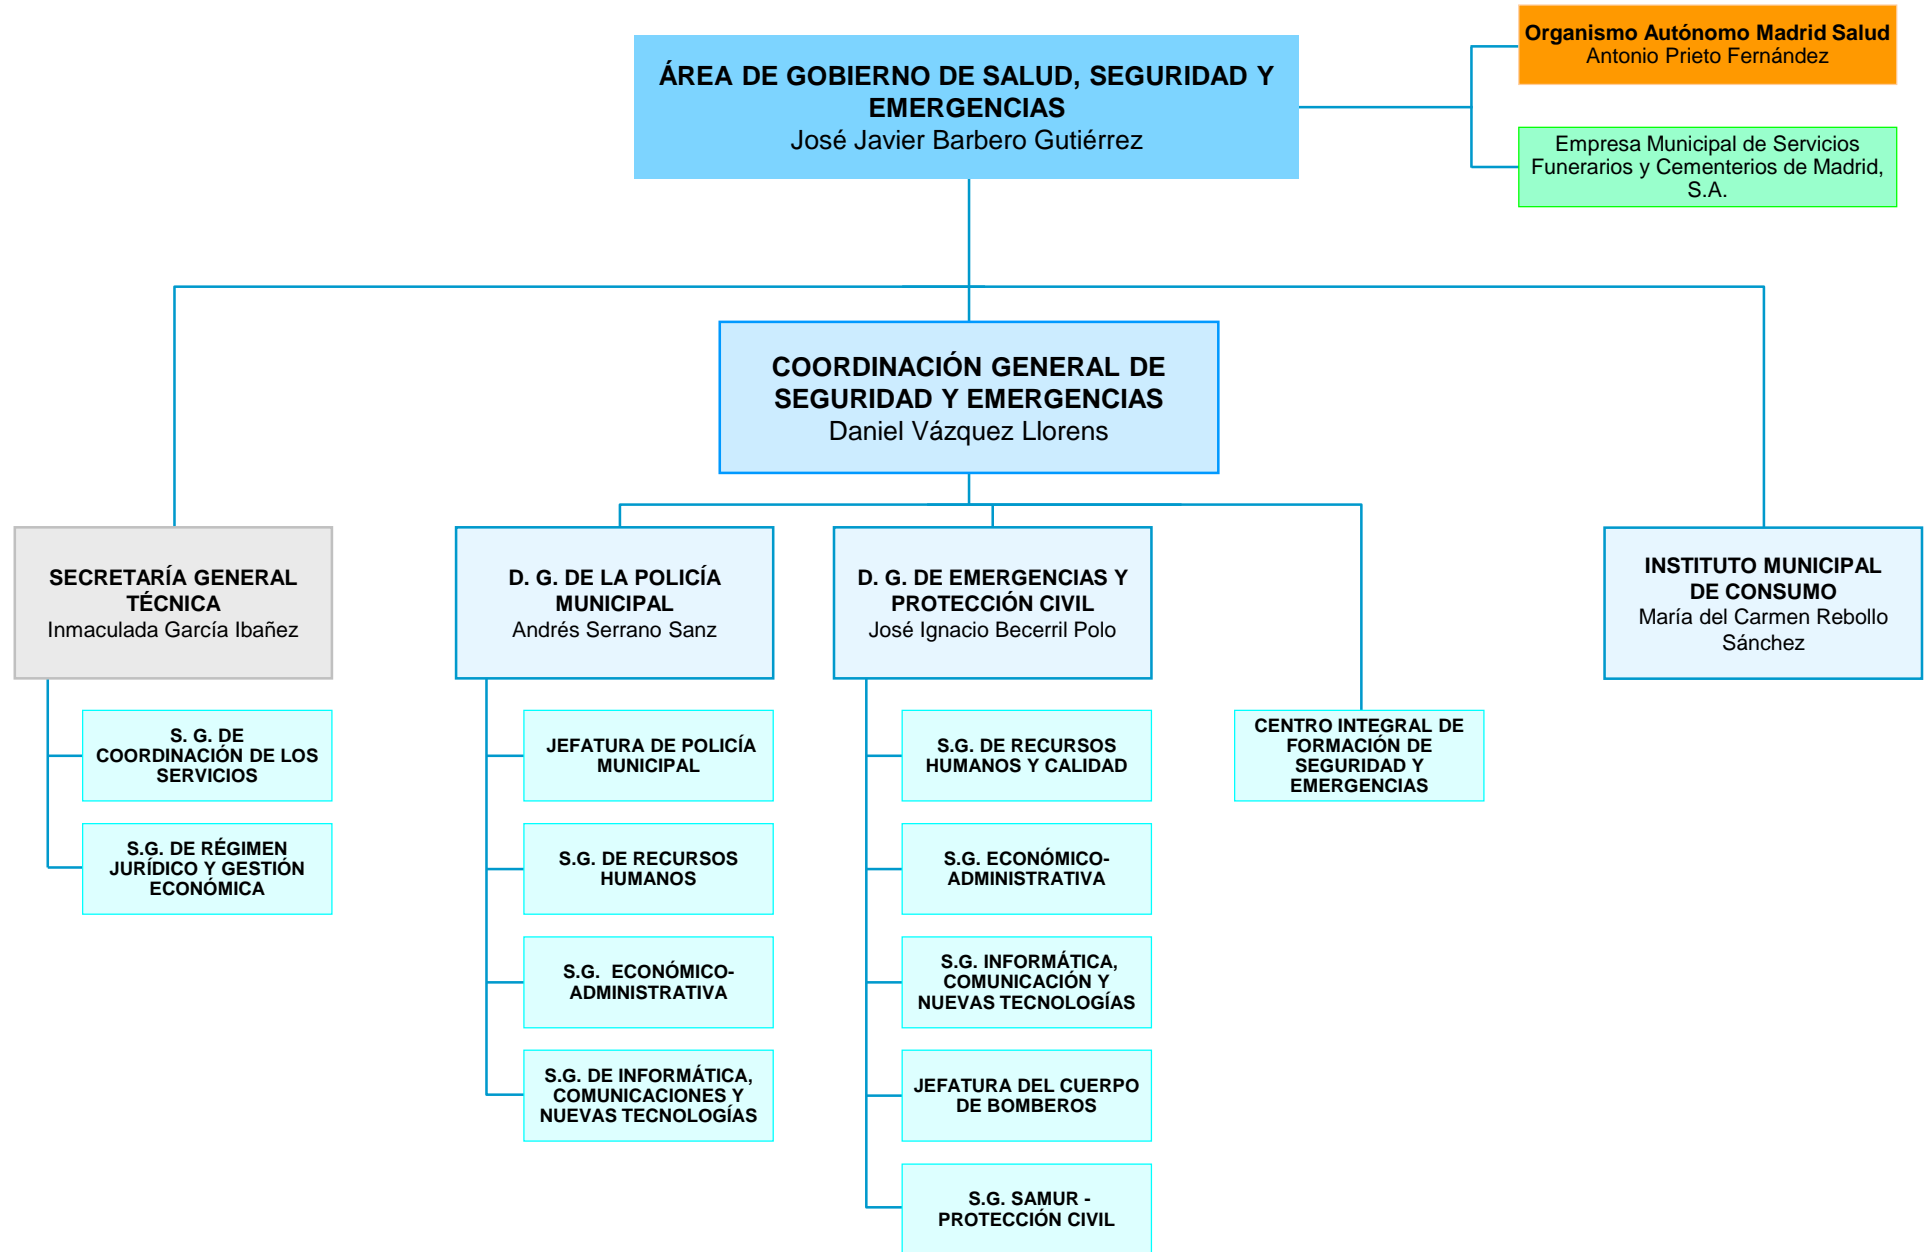 Organismo Autónomo Madrid Salud
Antonio Prieto Fernández
ÁREA DE GOBIERNO DE SALUD, SEGURIDAD Y
EMERGENCIAS
José Javier Barbero Gutiérrez
Empresa Municipal de Servicios
Funerarios y Cementerios de Madrid,
S.A.
COORDINACIÓN GENERAL DE
SEGURIDAD Y EMERGENCIAS
Daniel Vázquez Llorens
SECRETARÍA GENERAL
TÉCNICA
Inmaculada García Ibañez
D. G. DE LA POLICÍA
MUNICIPAL
Andrés Serrano Sanz
D. G. DE EMERGENCIAS Y
PROTECCIÓN CIVIL
José Ignacio Becerril Polo
INSTITUTO MUNICIPAL
DE CONSUMO
María del Carmen Rebollo
Sánchez
S. G. DE
COORDINACIÓN DE LOS
SERVICIOS
S.G. DE RÉGIMEN
JURÍDICO Y GESTIÓN
ECONÓMICA
JEFATURA DE POLICÍA
MUNICIPAL
S.G. DE RECURSOS
HUMANOS
S.G. ECONÓMICO-
ADMINISTRATIVA
S.G. DE INFORMÁTICA,
COMUNICACIONES Y
NUEVAS TECNOLOGÍAS
S.G. DE RECURSOS
HUMANOS Y CALIDAD
S.G. ECONÓMICO-
ADMINISTRATIVA
S.G. INFORMÁTICA,
COMUNICACIÓN Y
NUEVAS TECNOLOGÍAS
JEFATURA DEL CUERPO
DE BOMBEROS
S.G. SAMUR -
PROTECCIÓN CIVIL
CENTRO INTEGRAL DE
FORMACIÓN DE
SEGURIDAD Y
EMERGENCIAS